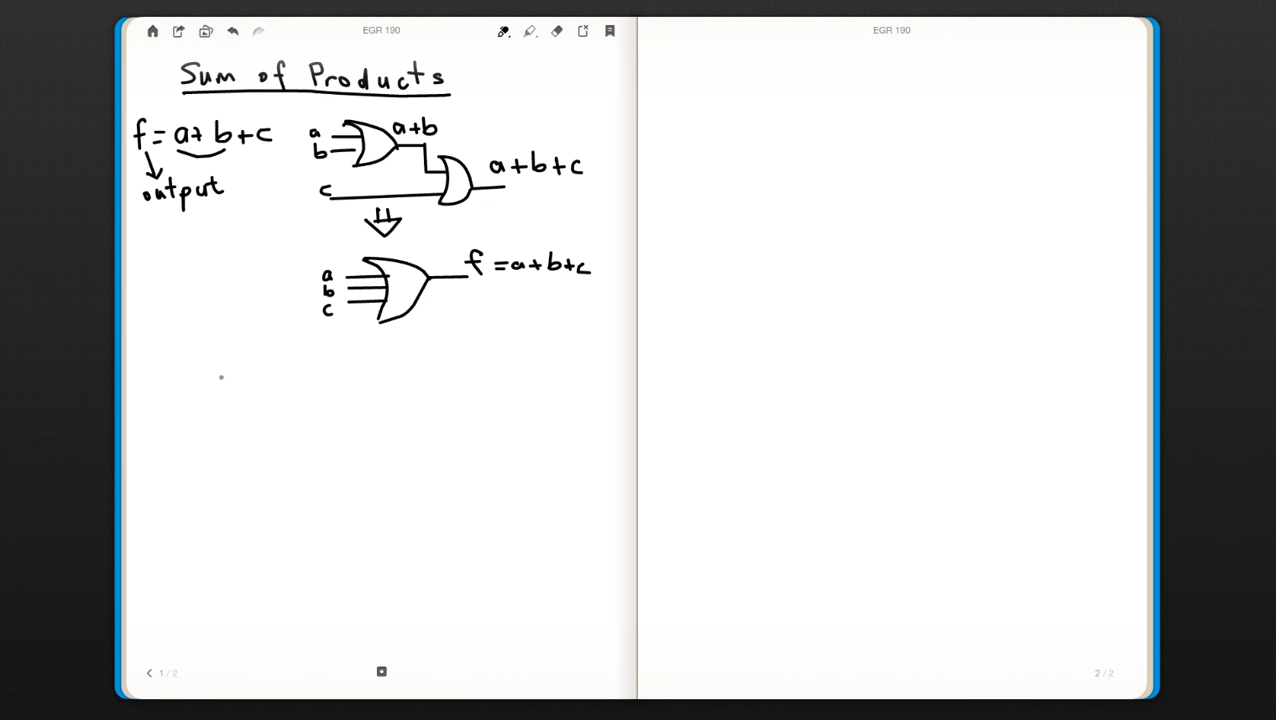 EGR 190
EGR 190
Sum of Products
f = a+b+c
output
a
b
a+b
c
a+b+c
a
b
c
f = a+b+c
1 / 2
2 / 2